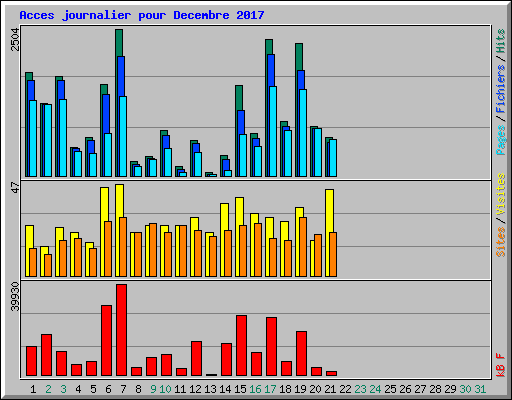 Acces journalier pour Decembre 2017
2504
Pages / Fichiers / Hits
47
Sites / Visites
39930
kB F
1 2 3 4 5 6 7 8 9 10 11 12 13 14 15 16 17 18 19 20 21 22 23 24 25 26 27 28 29 30 31